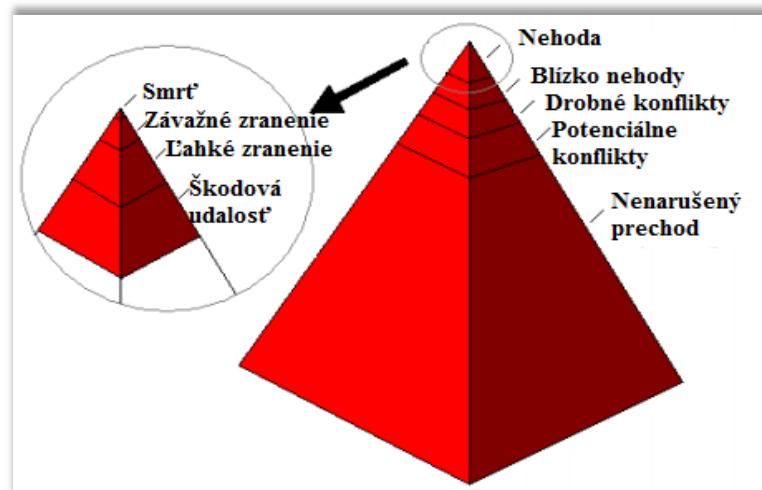 Nehoda
Blízko nehody
Drobné konflikty
Potenciálne
konflikty
Nenarušený
prechod
Smrť
Závažné zranenie
Ľahké zranenie
Škodová
udalosť